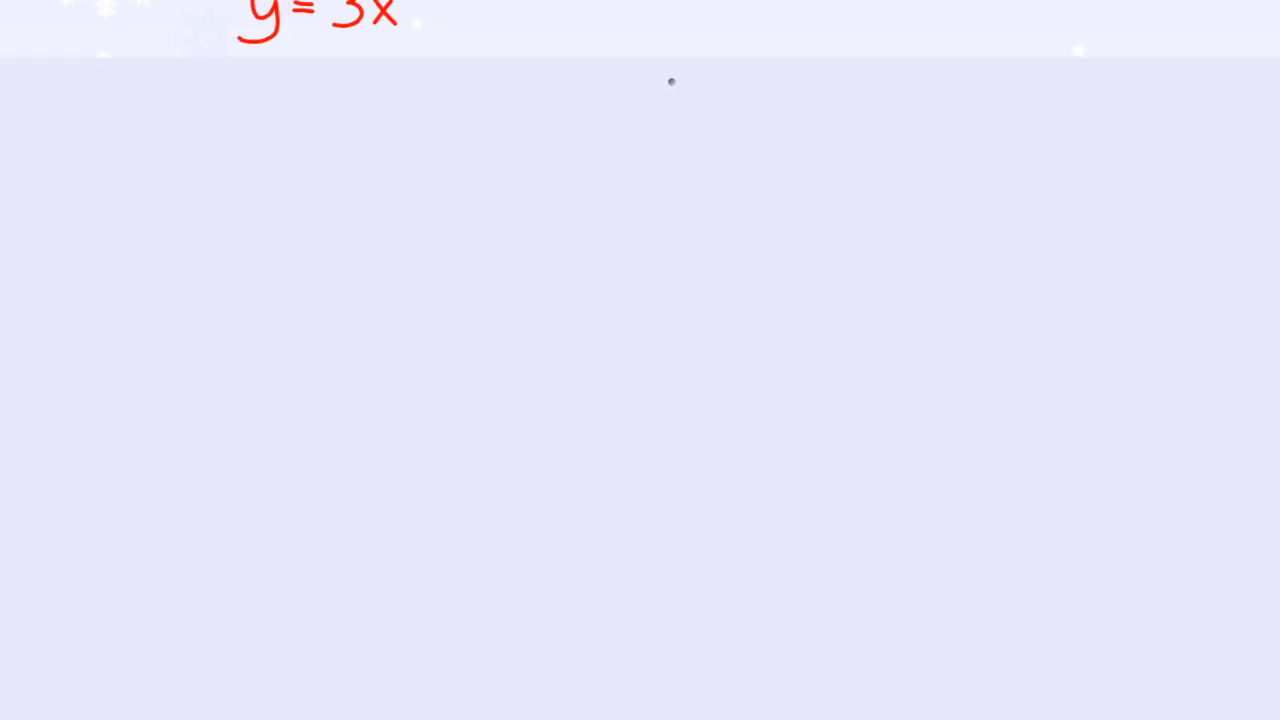 y = 3x